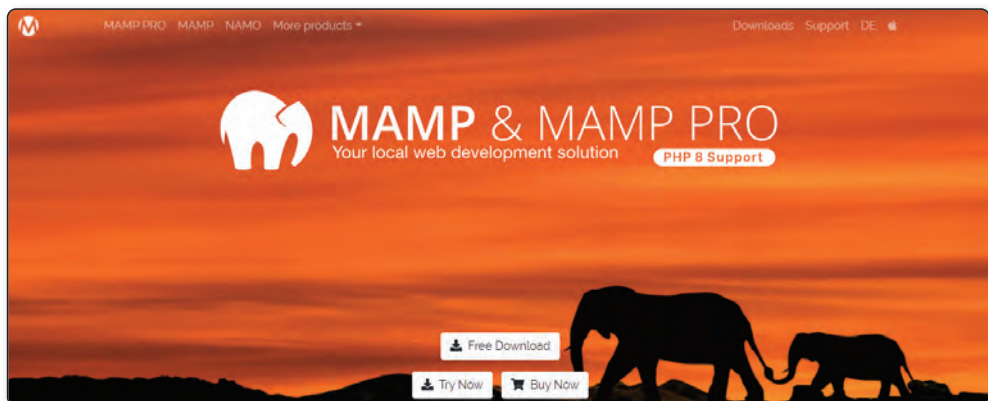 MAMP PRO MAMP NAMO More products Downloads Support DE
MAMP & MAMP PRO
Your local web development solution PHP 8 Support
Free Download
Try Now Buy Now